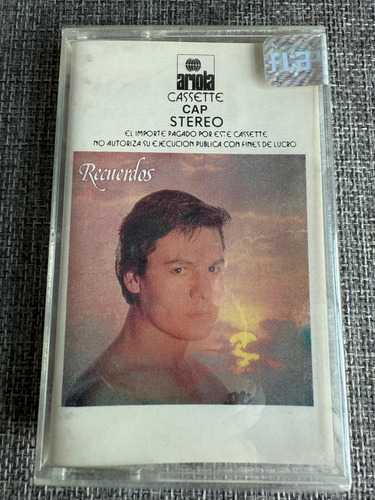 ariola
CASSETTE
CAP
STEREO
EL IMPORTE PAGADO POR ESTE CASSETTE
NO AUTORIZA SU EJECUCION PUBLICA CON FINES DE LUCRO
Recuerdos